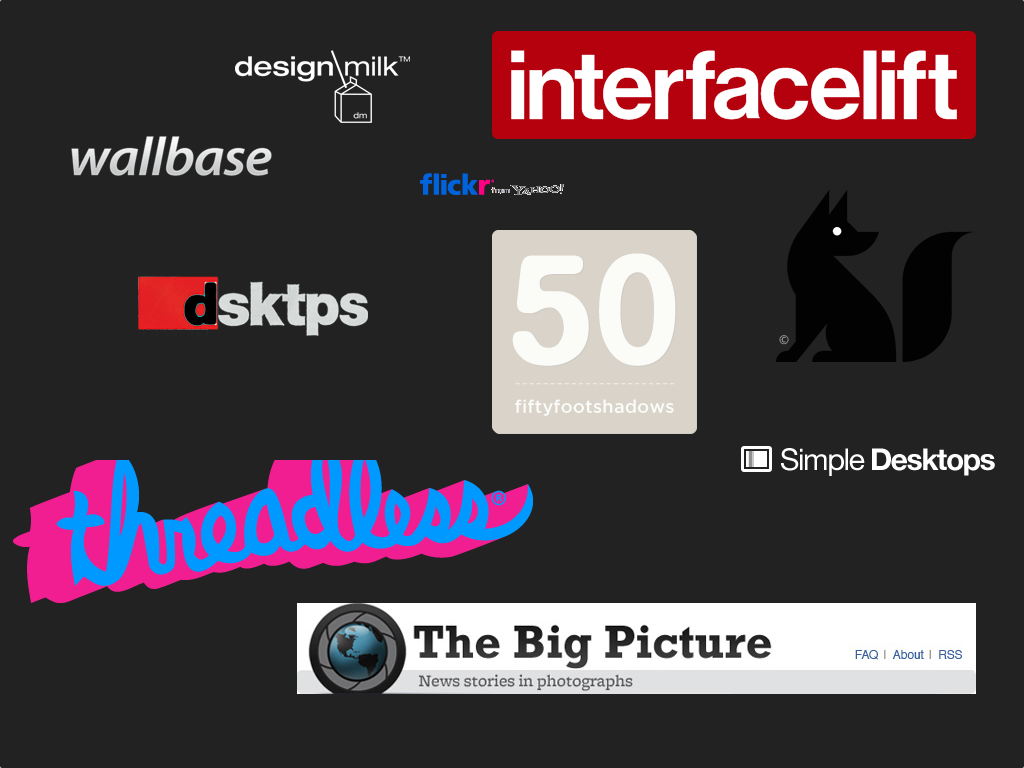 design\milk™
dm
interfacelift
wallbase
flickr from YAHOO!
50
fiftyfootshadows
©
dsktps
Simple Desktops
threadless®
The Big Picture
News stories in photographs
FAQ | About | RSS